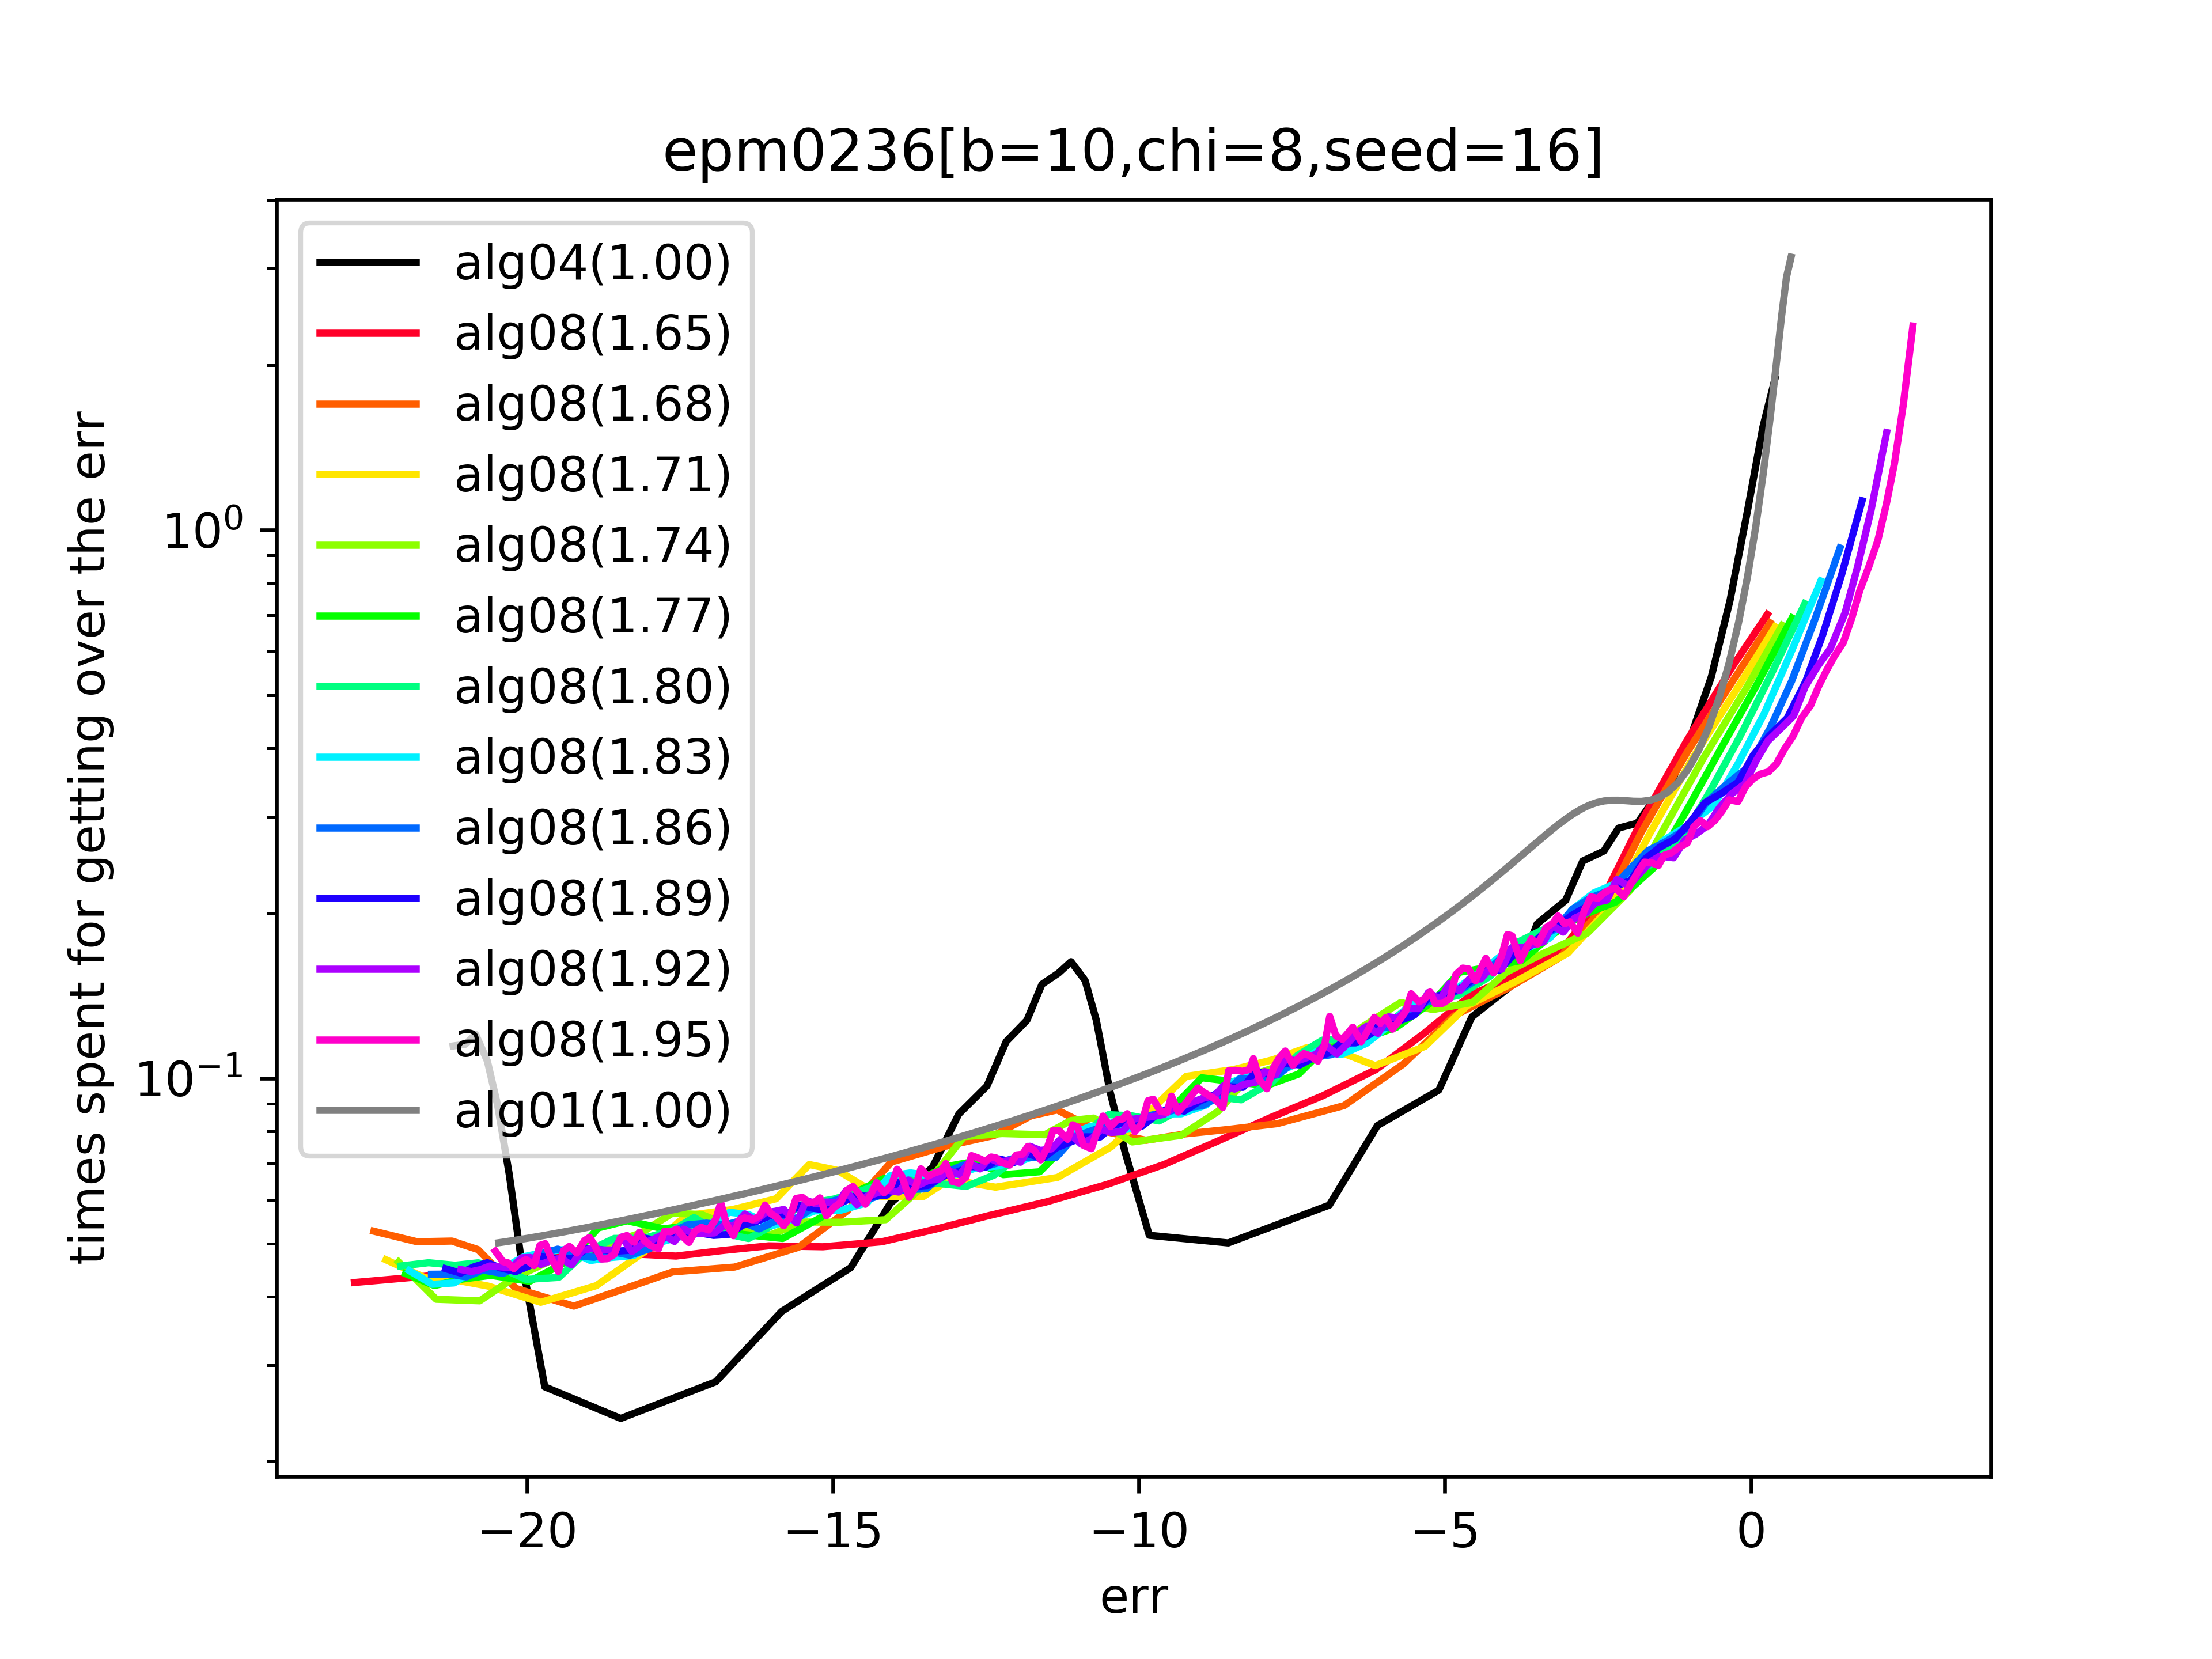 epm0236[b=10,chi=8,seed=16]
alg04(1.00)
alg08(1.65)
alg08(1.68)
alg08(1.71)
alg08(1.74)
alg08(1.77)
alg08(1.80)
alg08(1.83)
alg08(1.86)
alg08(1.89)
alg08(1.92)
alg08(1.95)
alg01(1.00)
times spent for getting over the err
10⁰
10⁻¹
−20 −15 −10 −5 0
err